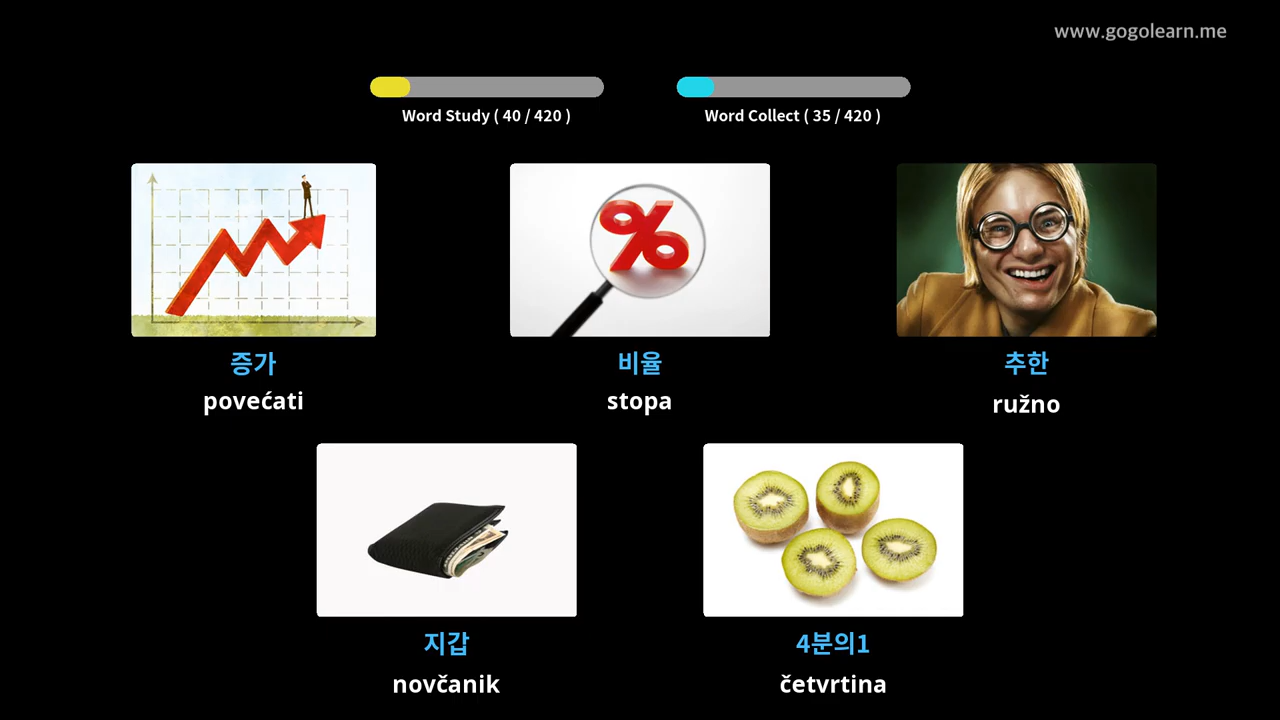 www.gogolearn.me
Word Study ( 40 / 420 )
Word Collect ( 35 / 420 )
%
증가
povećati
비율
stopa
추한
ružno
지갑
novčanik
4분의1
četvrtina